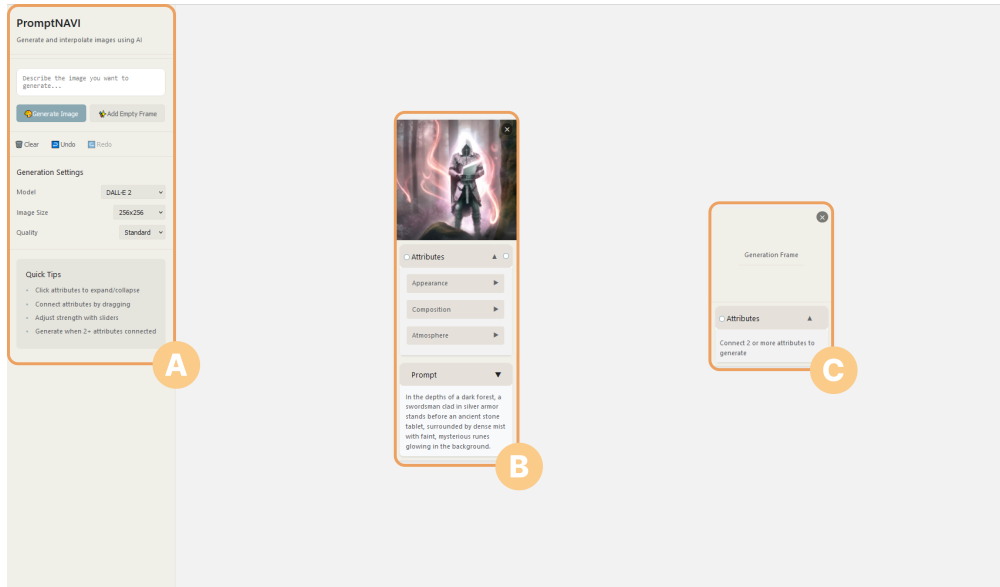 PromptNAVI
Generate and interpolate images using AI
Describe the image you want to
generate...
Generate Image
Add Empty Frame
Clear
Undo
Redo
Generation Settings
Model
DALL-E 2
Image Size
256x256
Quality
Standard
Quick Tips
• Click attributes to expand/collapse
• Connect attributes by dragging
• Adjust strength with sliders
• Generate when 2+ attributes connected
A
Attributes
Appearance
Composition
Atmosphere
Prompt
In the depths of a dark forest, a
swordsman clad in silver armor
stands before an ancient stone
tablet, surrounded by dense mist
with faint, mysterious runes
glowing in the background.
B
Generation Frame
Attributes
Connect 2 or more attributes to
generate
C